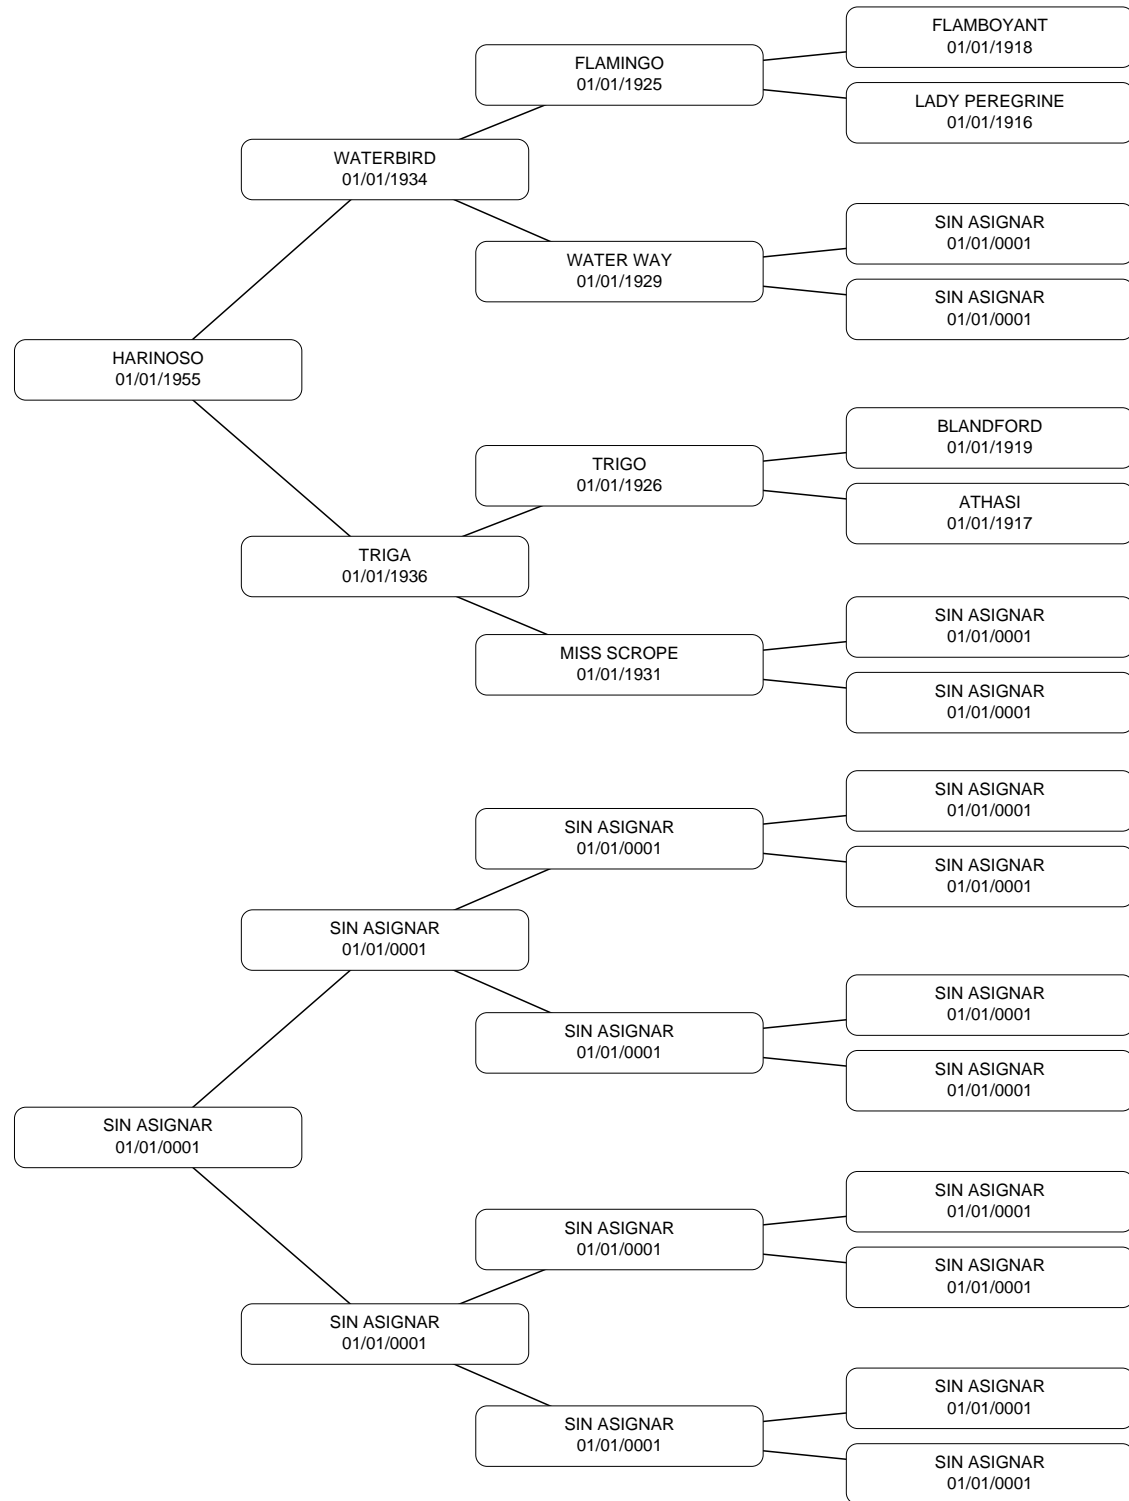 FLAMBOYANT
01/01/1918
FLAMINGO
01/01/1925
LADY PEREGRINE
01/01/1916
WATERBIRD
01/01/1934
SIN ASIGNAR
01/01/0001
WATER WAY
01/01/1929
SIN ASIGNAR
01/01/0001
HARINOSO
01/01/1955
BLANDFORD
01/01/1919
TRIGO
01/01/1926
ATHASI
01/01/1917
TRIGA
01/01/1936
SIN ASIGNAR
01/01/0001
MISS SCROPE
01/01/1931
SIN ASIGNAR
01/01/0001
SIN ASIGNAR
01/01/0001
SIN ASIGNAR
01/01/0001
SIN ASIGNAR
01/01/0001
SIN ASIGNAR
01/01/0001
SIN ASIGNAR
01/01/0001
SIN ASIGNAR
01/01/0001
SIN ASIGNAR
01/01/0001
SIN ASIGNAR
01/01/0001
SIN ASIGNAR
01/01/0001
SIN ASIGNAR
01/01/0001
SIN ASIGNAR
01/01/0001
SIN ASIGNAR
01/01/0001
SIN ASIGNAR
01/01/0001
SIN ASIGNAR
01/01/0001
SIN ASIGNAR
01/01/0001